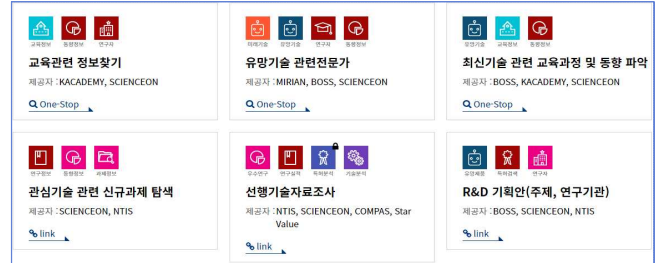 교육정보 동향정보 연구자
교육관련 정보찾기
제공자 : KACADEMY, SCIENCEON
One-Stop
미래기술 유망기술 연구자 동향정보
유망기술 관련전문가
제공자 : MIRIAN, BOSS, SCIENCEON
One-Stop
유망기술 교육정보 동향정보
최신기술 관련 교육과정 및 동향 파악
제공자 : BOSS, KACADEMY, SCIENCEON
One-Stop
연구정보 동향정보 과제정보
관심기술 관련 신규과제 탐색
제공자 : SCIENCEON, NTIS
link
우수연구 연구실적 특허분석 기술분석
선행기술자료조사
제공자 : NTIS, SCIENCEON, COMPAS, Star
Value
link
유망제품 특허검색 연구자
R&D 기획안(주제, 연구기관)
제공자 : BOSS, SCIENCEON, NTIS
link